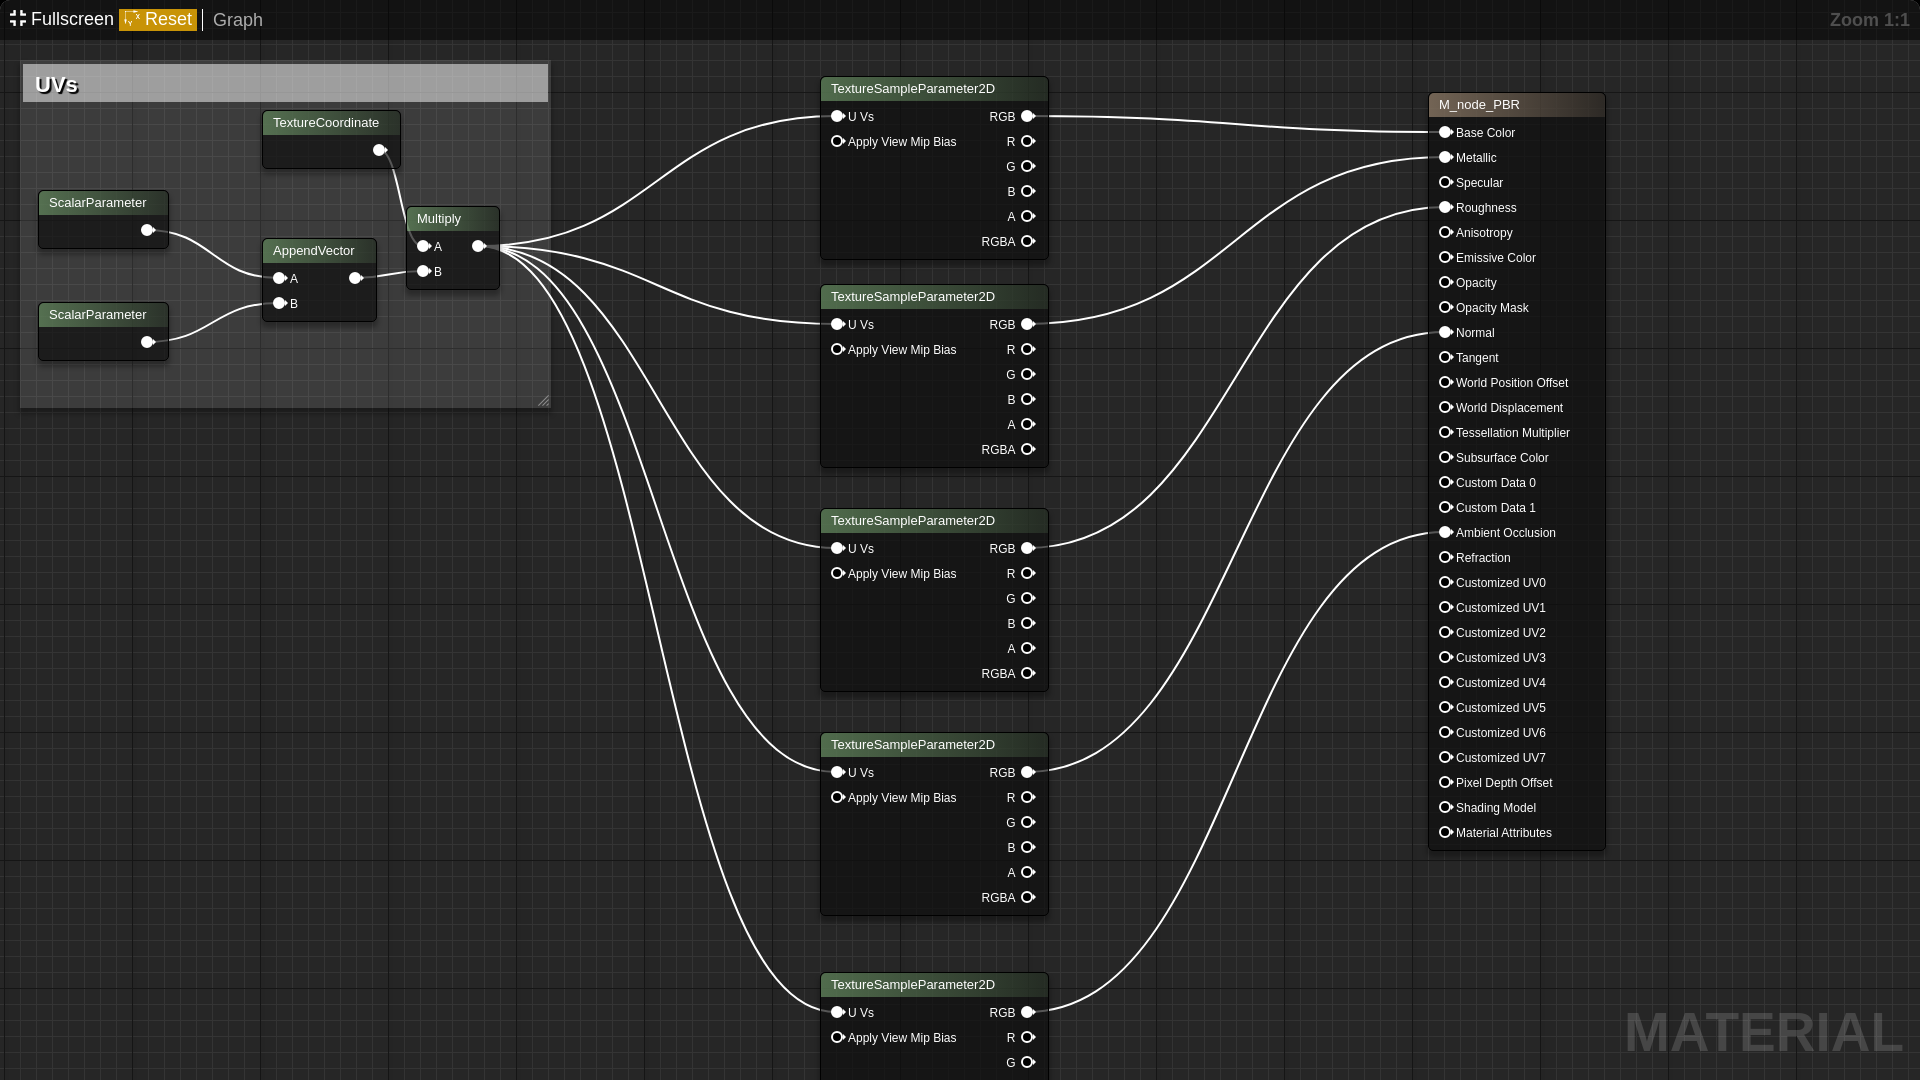 Fullscreen Reset Graph
Zoom 1:1
UVs
TextureCoordinate
ScalarParameter
ScalarParameter
AppendVector
A
B
Multiply
A
B
TextureSampleParameter2D
U Vs RGB
Apply View Mip Bias R
G
B
A
RGBA
TextureSampleParameter2D
U Vs RGB
Apply View Mip Bias R
G
B
A
RGBA
TextureSampleParameter2D
U Vs RGB
Apply View Mip Bias R
G
B
A
RGBA
TextureSampleParameter2D
U Vs RGB
Apply View Mip Bias R
G
B
A
RGBA
TextureSampleParameter2D
U Vs RGB
Apply View Mip Bias R
G
M_node_PBR
Base Color
Metallic
Specular
Roughness
Anisotropy
Emissive Color
Opacity
Opacity Mask
Normal
Tangent
World Position Offset
World Displacement
Tessellation Multiplier
Subsurface Color
Custom Data 0
Custom Data 1
Ambient Occlusion
Refraction
Customized UV0
Customized UV1
Customized UV2
Customized UV3
Customized UV4
Customized UV5
Customized UV6
Customized UV7
Pixel Depth Offset
Shading Model
Material Attributes
MATERIAL